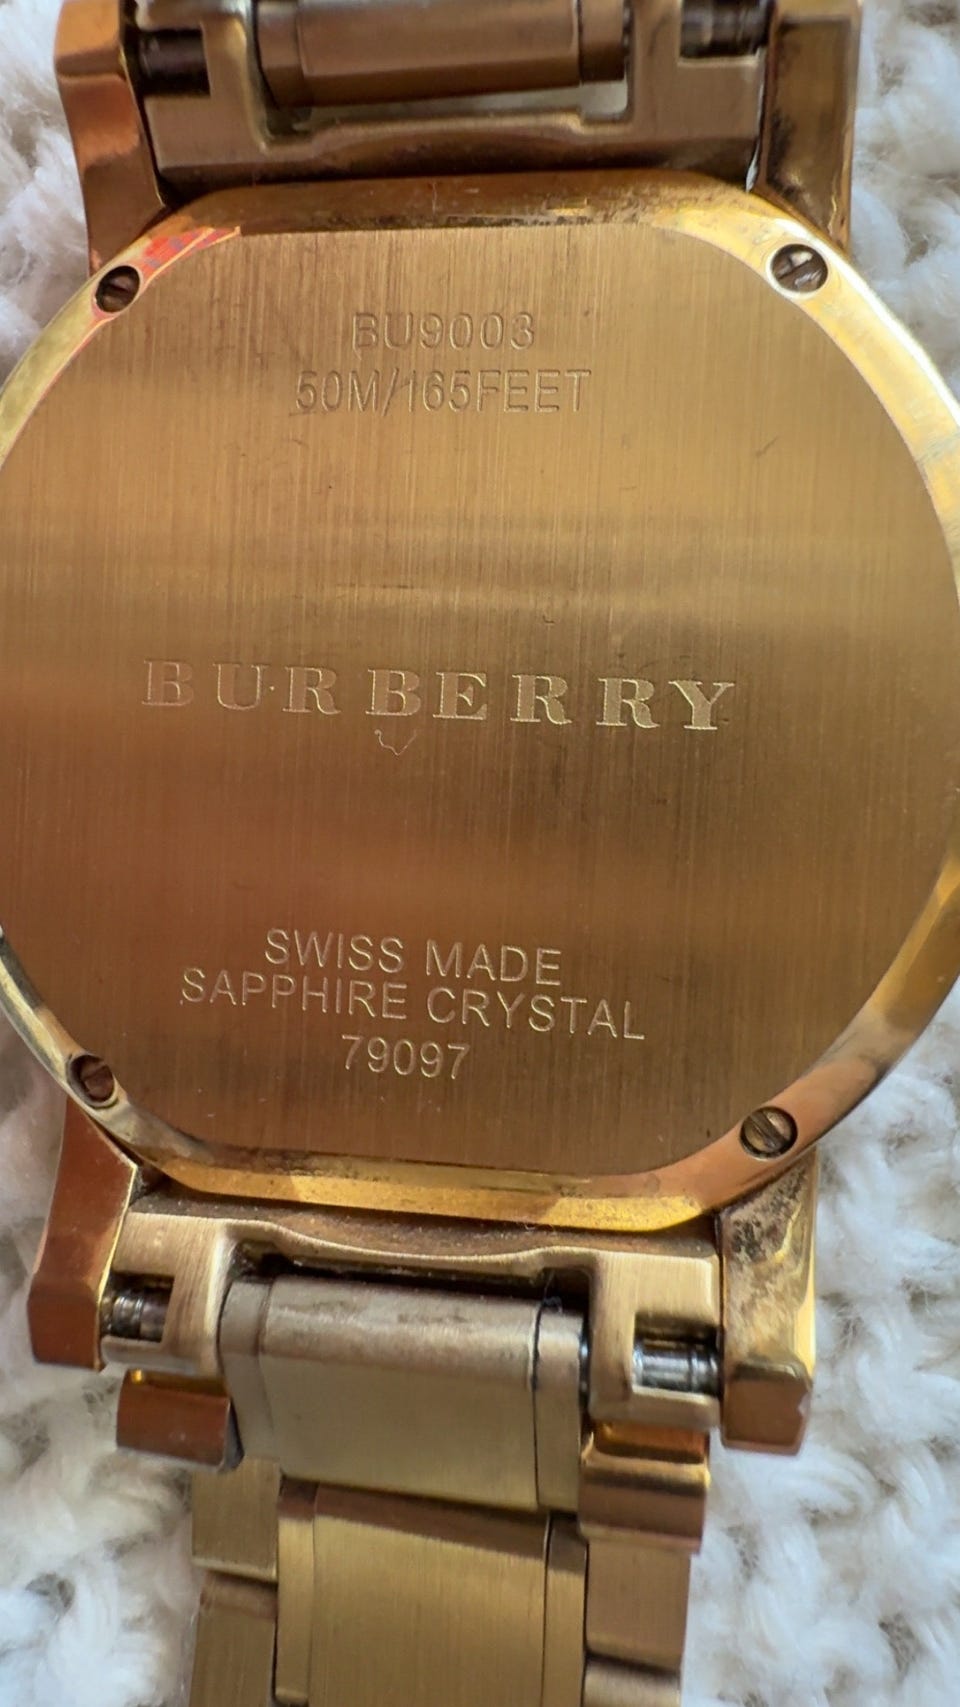 BU9003
50M/165FEET
BURBERRY
SWISS MADE
SAPPHIRE CRYSTAL
79097